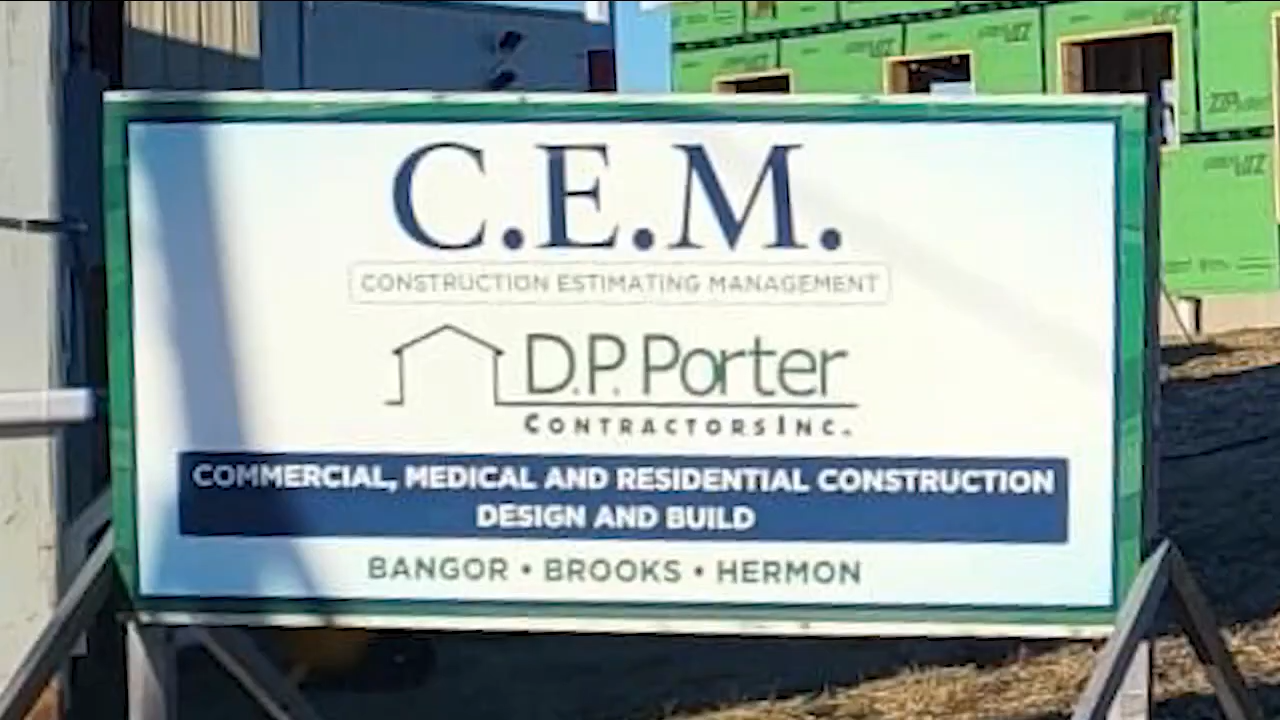 C.E.M.
CONSTRUCTION ESTIMATING MANAGEMENT
D.P. Porter
CONTRACTORS INC.
COMMERCIAL, MEDICAL AND RESIDENTIAL CONSTRUCTION
DESIGN AND BUILD
BANGOR • BROOKS • HERMON